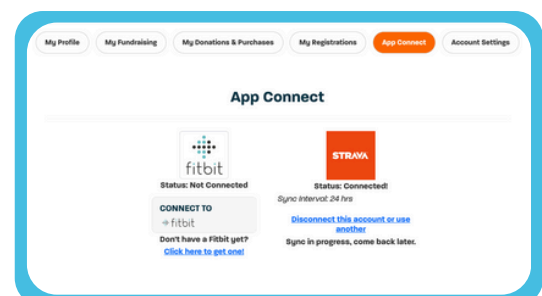 My Profile
My Fundraising
My Donations & Purchases
My Registrations
App Connect
Account Settings
App Connect
fitbit
Status: Not Connected
CONNECT TO
fitbit
Don't have a Fitbit yet?
Click here to get one!
STRAVA
Status: Connected!
Sync Interval: 24 hrs
Disconnect this account or use
another
Sync in progress, come back later.